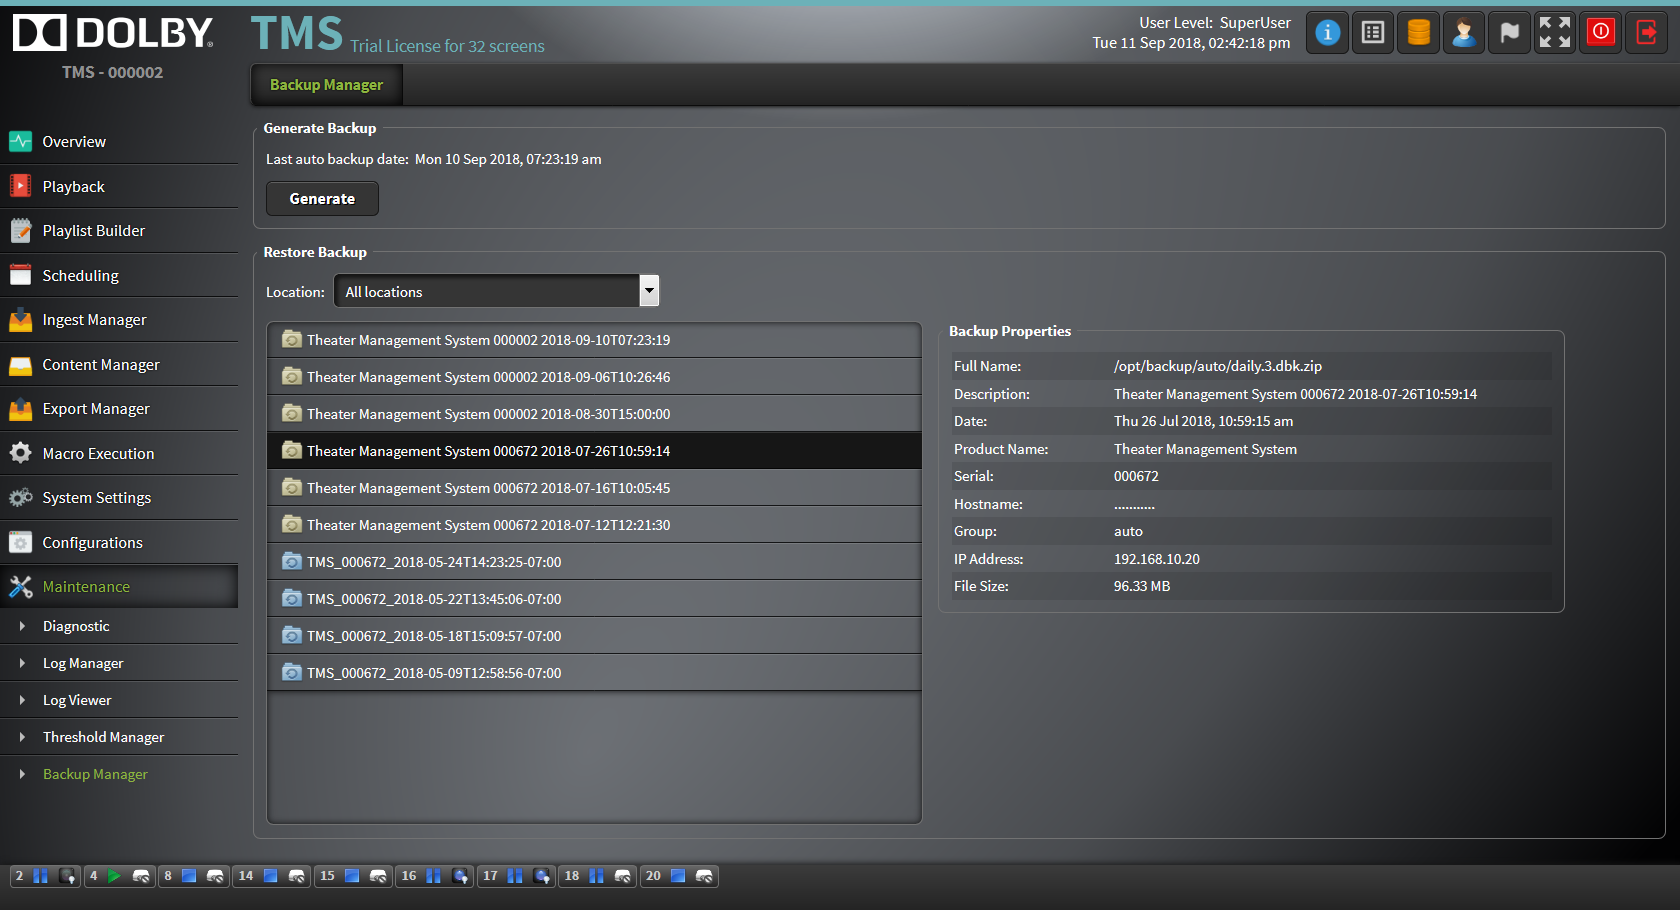 DOLBY
TMS - 000002
TMS Trial License for 32 screens
User Level: SuperUser
Tue 11 Sep 2018, 02:42:18 pm
Backup Manager
Overview
Playback
Playlist Builder
Scheduling
Ingest Manager
Content Manager
Export Manager
Macro Execution
System Settings
Configurations
Maintenance
Diagnostic
Log Manager
Log Viewer
Threshold Manager
Backup Manager
Generate Backup
Last auto backup date: Mon 10 Sep 2018, 07:23:19 am
Generate
Restore Backup
Location: All locations
Theater Management System 000002 2018-09-10T07:23:19
Theater Management System 000002 2018-09-06T10:26:46
Theater Management System 000002 2018-08-30T15:00:00
Theater Management System 000672 2018-07-26T10:59:14
Theater Management System 000672 2018-07-16T10:05:45
Theater Management System 000672 2018-07-12T12:21:30
TMS_000672_2018-05-24T14:23:25-07:00
TMS_000672_2018-05-22T13:45:06-07:00
TMS_000672_2018-05-18T15:09:57-07:00
TMS_000672_2018-05-09T12:58:56-07:00
Backup Properties
Full Name: /opt/backup/auto/daily.3.dbk.zip
Description: Theater Management System 000672 2018-07-26T10:59:14
Date: Thu 26 Jul 2018, 10:59:15 am
Product Name: Theater Management System
Serial: 000672
Hostname: ...........
Group: auto
IP Address: 192.168.10.20
File Size: 96.33 MB
2 4 8 14 15 16 17 18 20